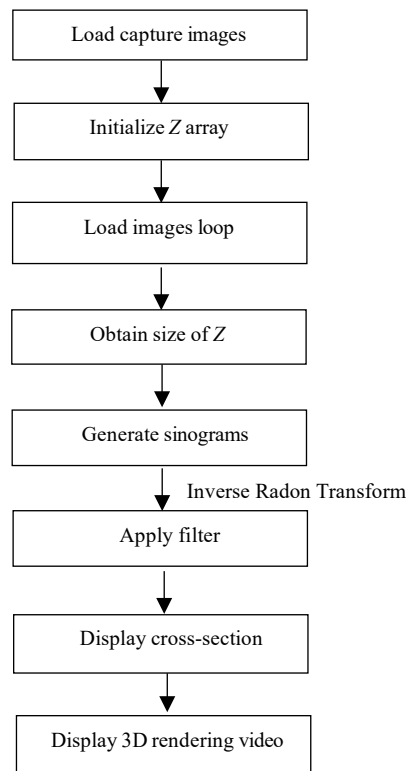 Load capture images
Initialize Z array
Load images loop
Obtain size of Z
Generate sinograms
Inverse Radon Transform
Apply filter
Display cross-section
Display 3D rendering video